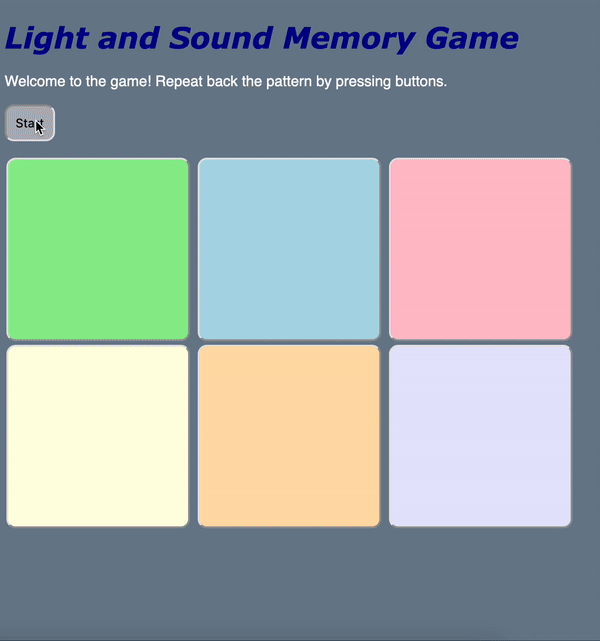 Light and Sound Memory Game
Welcome to the game! Repeat back the pattern by pressing buttons.
Start